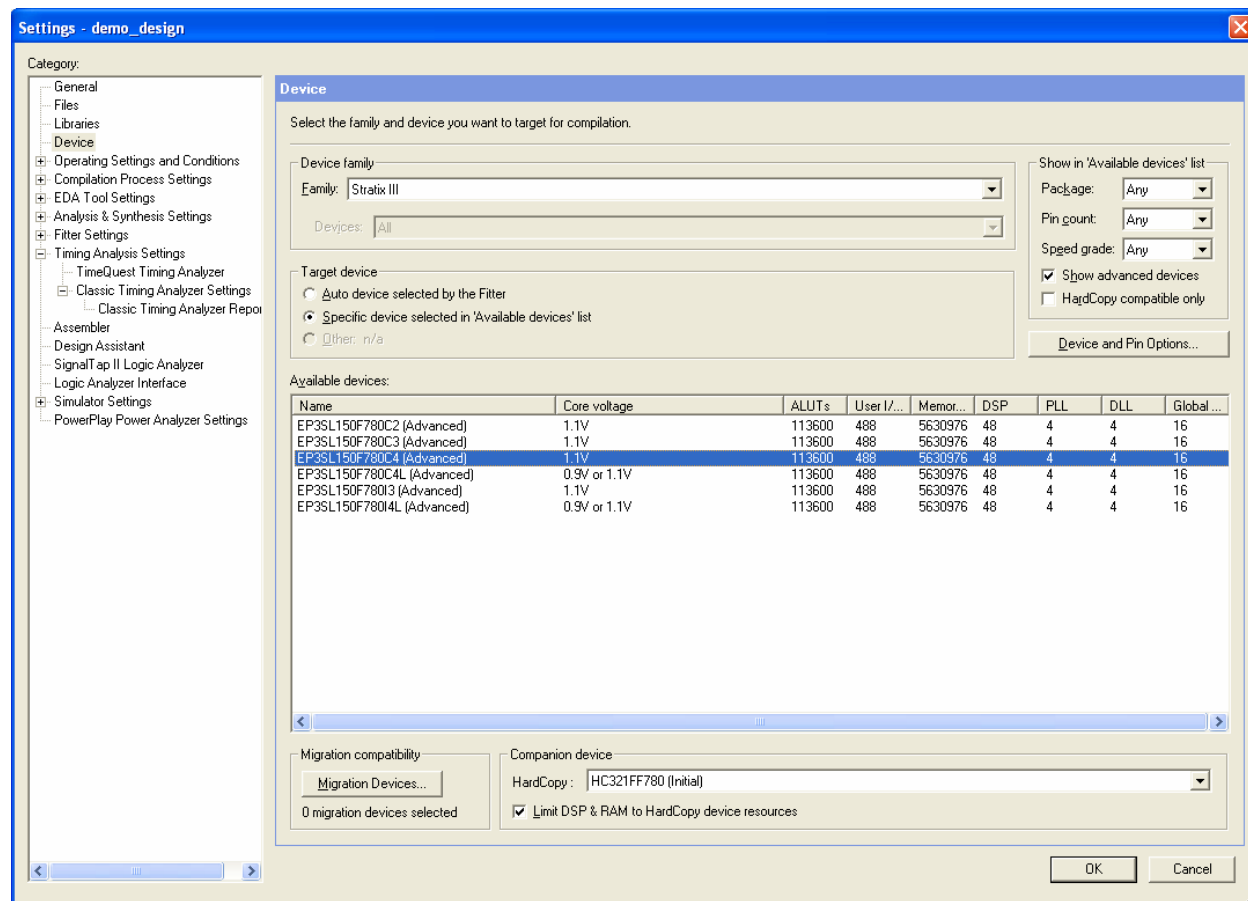 Settings - demo_design
Category:
General
Files
Libraries
Device
Operating Settings and Conditions
Compilation Process Settings
EDA Tool Settings
Analysis & Synthesis Settings
Fitter Settings
Timing Analysis Settings
TimeQuest Timing Analyzer
Classic Timing Analyzer Settings
Classic Timing Analyzer Repor
Assembler
Design Assistant
SignalTap II Logic Analyzer
Logic Analyzer Interface
Simulator Settings
PowerPlay Power Analyzer Settings
Device
Select the family and device you want to target for compilation.
Device family
Family: Stratix III
Devices: All
Show in 'Available devices' list
Package: Any
Pin count: Any
Speed grade: Any
Show advanced devices
HardCopy compatible only
Target device
Auto device selected by the Fitter
Specific device selected in 'Available devices' list
Other: n/a
Device and Pin Options...
Available devices:
Name Core voltage ALUTs User I/... Memor... DSP PLL DLL Global ...
EP3SL150F780C2 (Advanced) 1.1V 113600 488 5630976 48 4 4 16
EP3SL150F780C3 (Advanced) 1.1V 113600 488 5630976 48 4 4 16
EP3SL150F780C4 (Advanced) 1.1V 113600 488 5630976 48 4 4 16
EP3SL150F780C4L (Advanced) 0.9V or 1.1V 113600 488 5630976 48 4 4 16
EP3SL150F780I3 (Advanced) 1.1V 113600 488 5630976 48 4 4 16
EP3SL150F780I4L (Advanced) 0.9V or 1.1V 113600 488 5630976 48 4 4 16
Migration compatibility
Migration Devices...
0 migration devices selected
Companion device
HardCopy : HC321FF780 (Initial)
Limit DSP & RAM to HardCopy device resources
OK Cancel